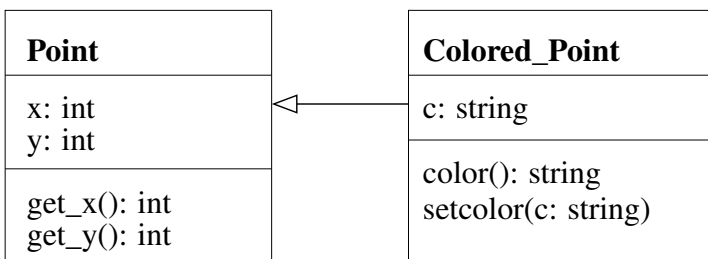 Point
x: int
y: int
get_x(): int
get_y(): int
Colored_Point
c: string
color(): string
setcolor(c: string)